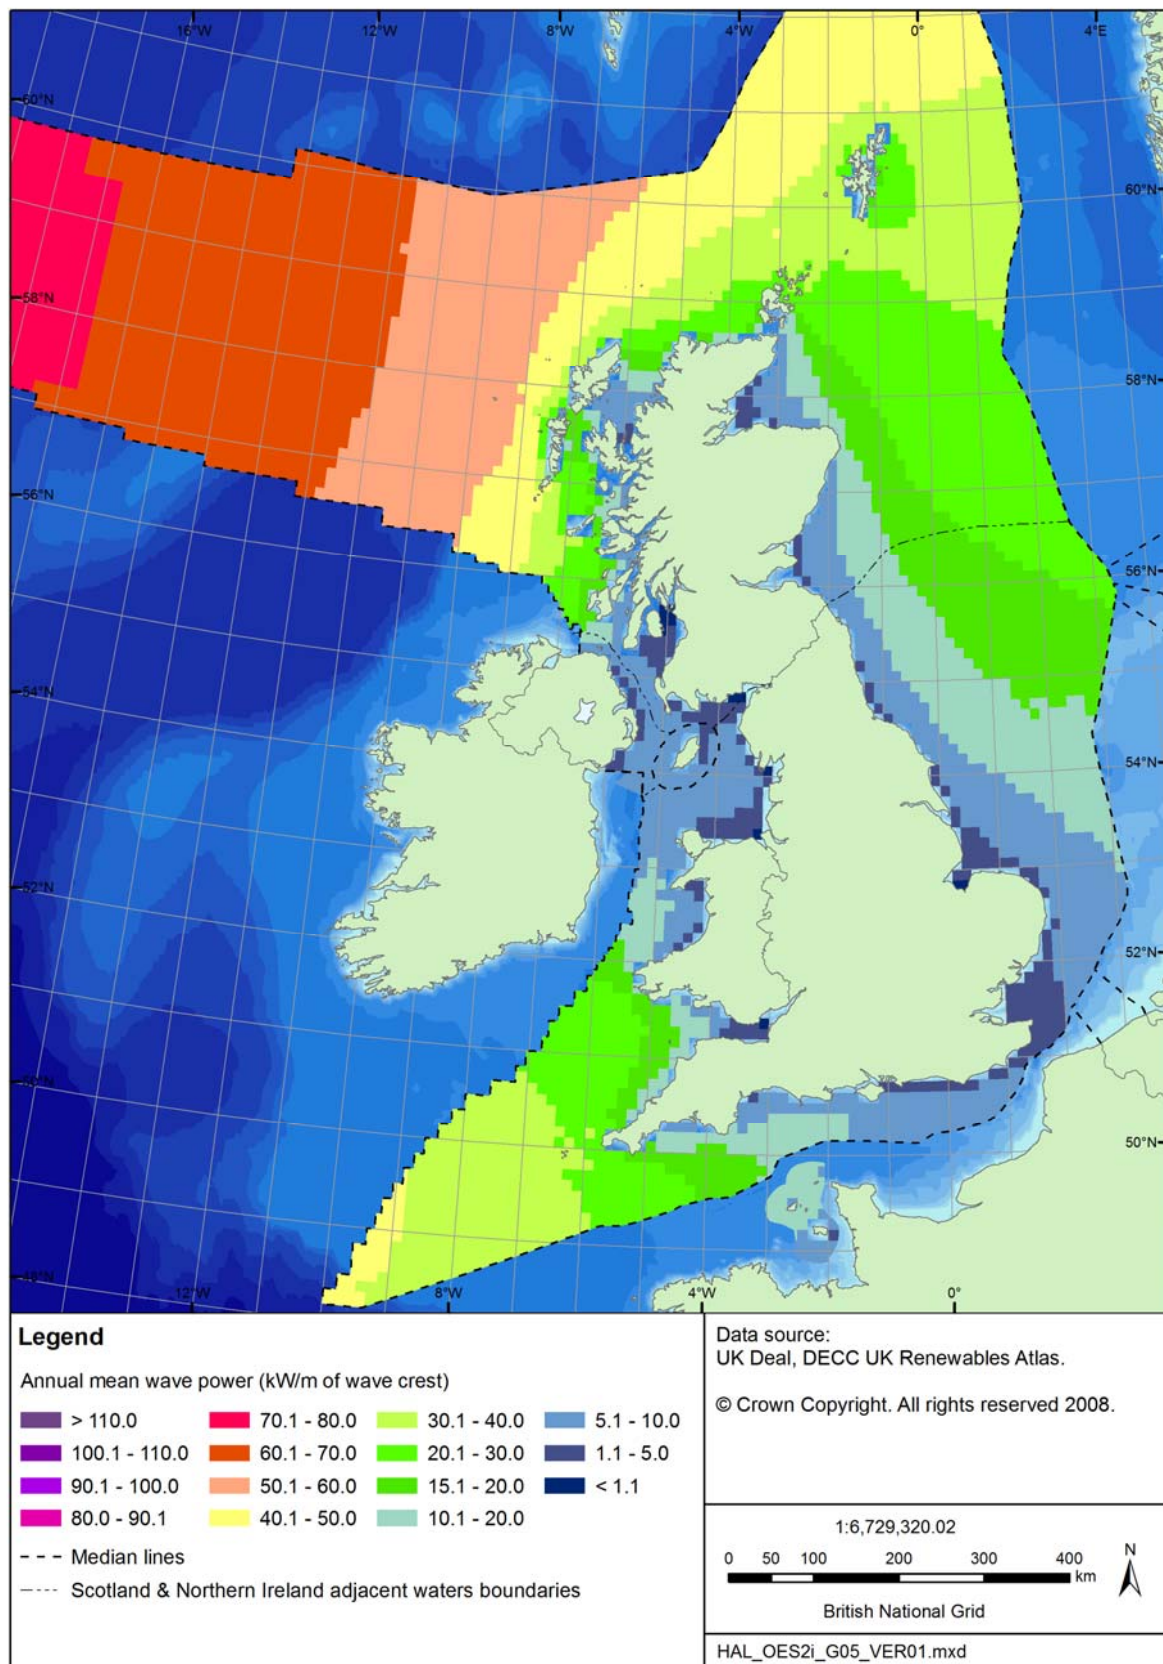 16°W 12°W 8°W 4°W 0° 4°E
60°N
60°N
58°N
58°N
56°N
56°N
54°N
54°N
52°N
52°N
50°N
50°N
48°N
12°W 8°W 4°W 0°
Legend
Annual mean wave power (kW/m of wave crest)
> 110.0
100.1 - 110.0
90.1 - 100.0
80.0 - 90.1
70.1 - 80.0
60.1 - 70.0
50.1 - 60.0
40.1 - 50.0
30.1 - 40.0
20.1 - 30.0
15.1 - 20.0
10.1 - 20.0
5.1 - 10.0
1.1 - 5.0
< 1.1
Median lines
Scotland & Northern Ireland adjacent waters boundaries
Data source:
UK Deal, DECC UK Renewables Atlas.
© Crown Copyright. All rights reserved 2008.
1:6,729,320.02
0 50 100 200 300 400
km
N
British National Grid
HAL_OES2i_G05_VER01.mxd